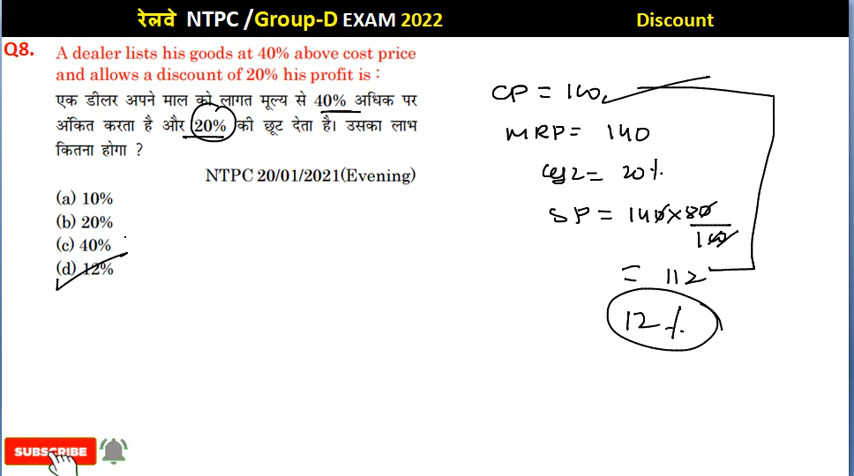 रेलवे NTPC /Group-D EXAM 2022
Discount
Q8.
A dealer lists his goods at 40% above cost price
and allows a discount of 20% his profit is :
एक डीलर अपने माल को लागत मूल्य से 40% अधिक पर
अंकित करता है और 20% की छूट देता है। उसका लाभ
कितना होगा ?
NTPC 20/01/2021(Evening)
(a) 10%
(b) 20%
(c) 40%
(d) 12%
CP = 100
MRP = 140
= 20%
SP = 140 × 80
100
= 112
12%
SUBSCRIBE